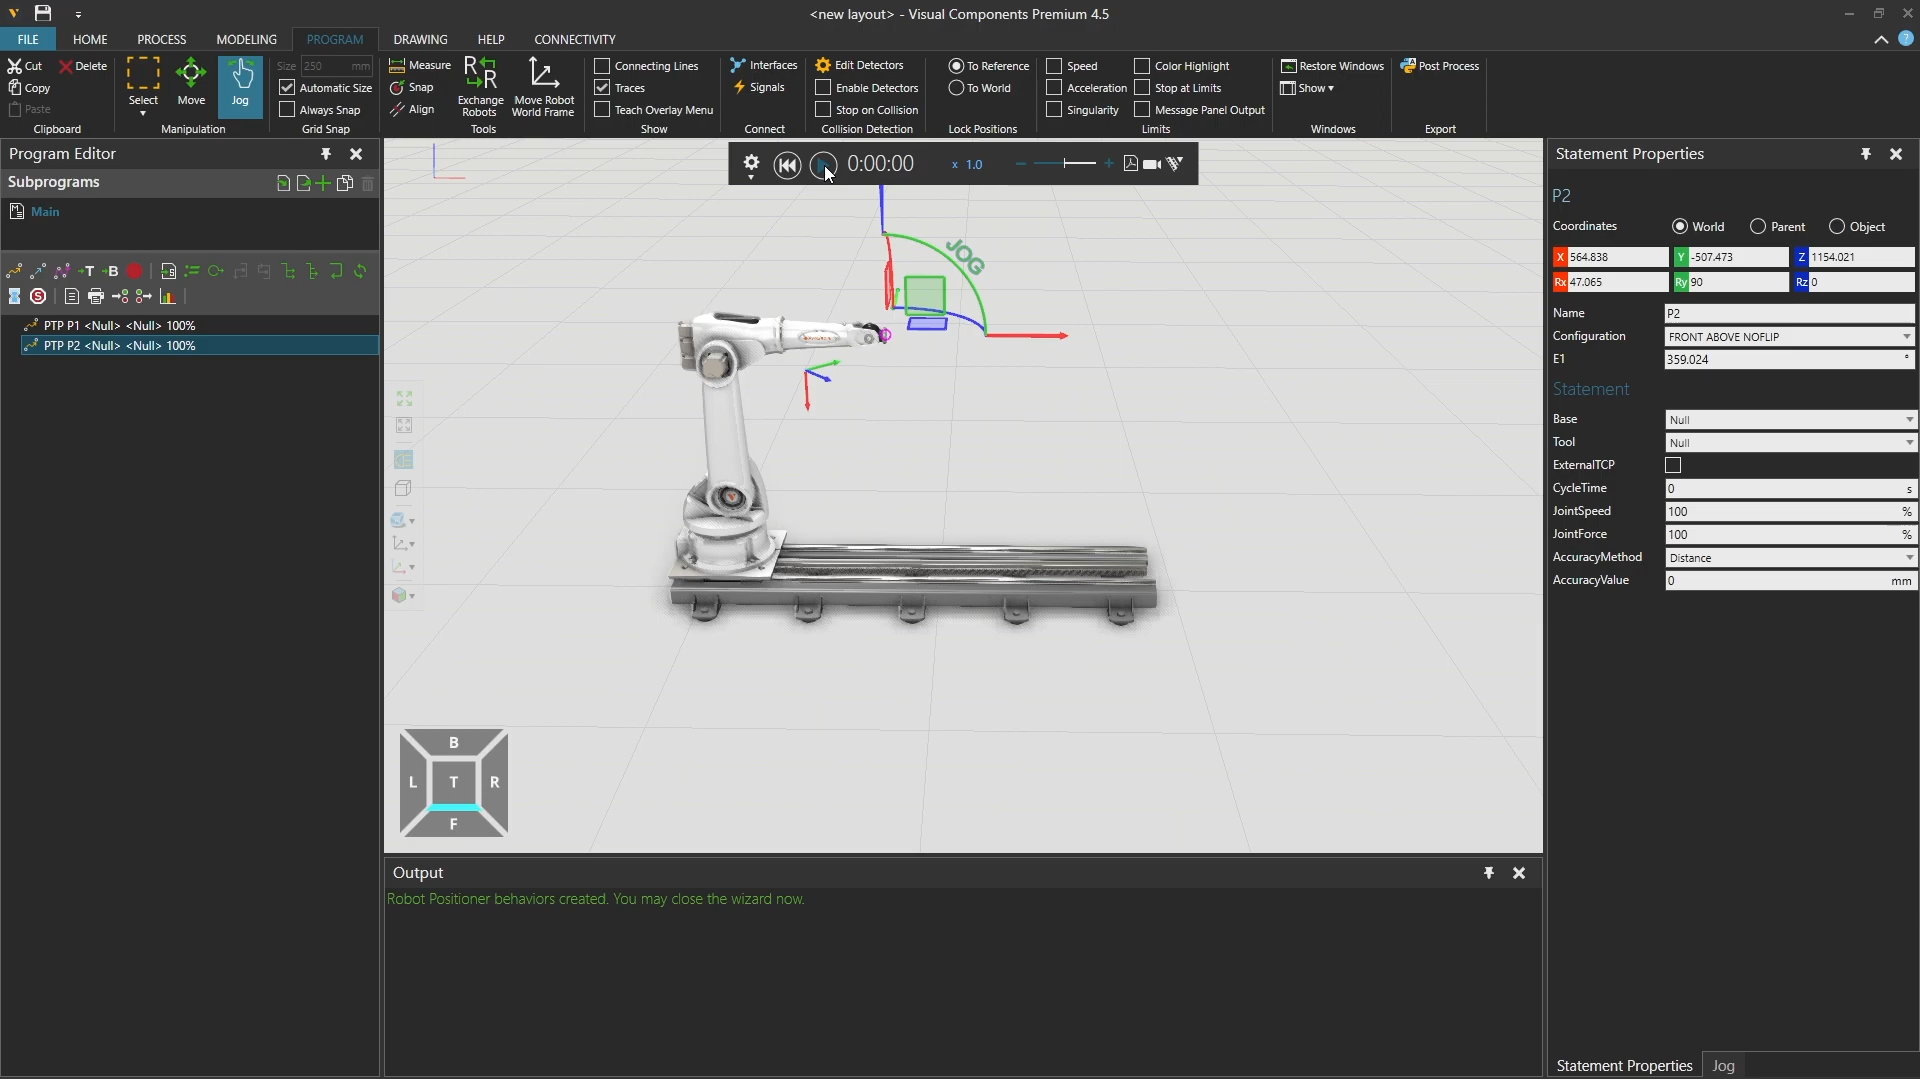 <new layout> - Visual Components Premium 4.5
FILE HOME PROCESS MODELING PROGRAM DRAWING HELP CONNECTIVITY
Cut
Delete
Copy
Paste
Clipboard
Select
Move
Jog
Manipulation
Size 250 mm
Automatic Size
Always Snap
Grid Snap
Measure
Snap
Align
Exchange
Robots
Move Robot
World Frame
Tools
Connecting Lines
Traces
Teach Overlay Menu
Show
Interfaces
Signals
Connect
Edit Detectors
Enable Detectors
Stop on Collision
Collision Detection
To Reference
To World
Lock Positions
Speed
Acceleration
Singularity
Color Highlight
Stop at Limits
Message Panel Output
Limits
Restore Windows
Show
Windows
Post Process
Export
Program Editor
Subprograms
Main
PTP P1 <Null> <Null> 100%
PTP P2 <Null> <Null> 100%
0:00:00 x 1.0
JOG
B
L T R
F
Output
Robot Positioner behaviors created. You may close the wizard now.
Statement Properties
P2
Coordinates World Parent Object
X 564.838 Y -507.473 Z 1154.021
Rx 47.065 Ry 90 Rz 0
Name P2
Configuration FRONT ABOVE NOFLIP
E1 359.024 °
Statement
Base Null
Tool Null
ExternalTCP
CycleTime 0 s
JointSpeed 100 %
JointForce 100 %
AccuracyMethod Distance
AccuracyValue 0 mm
Statement Properties Jog